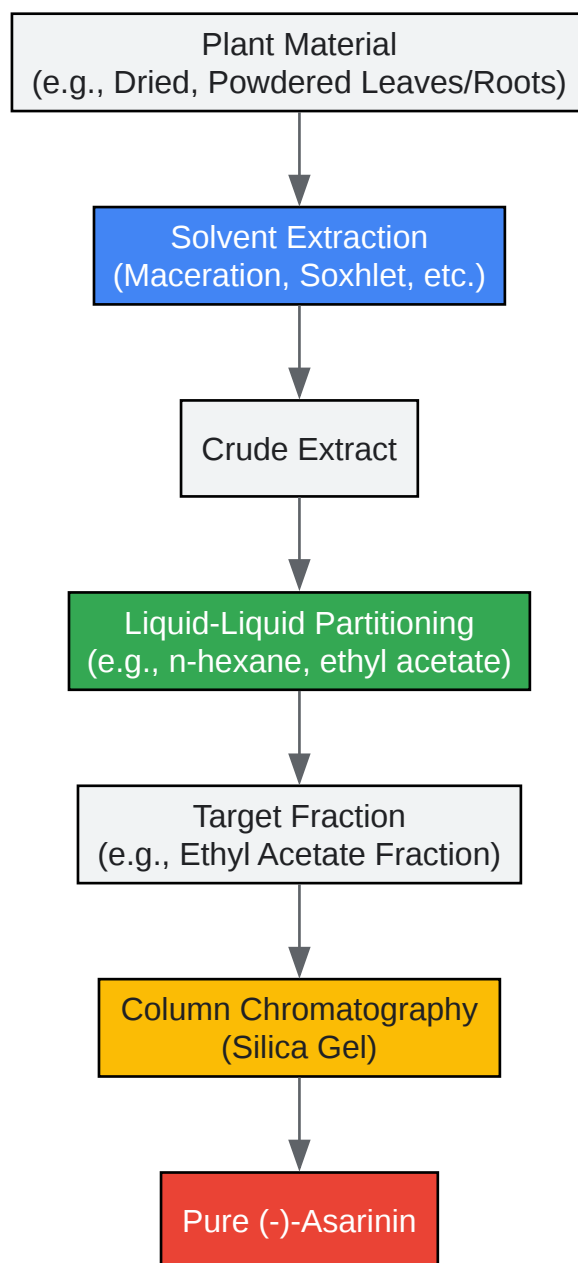 Plant Material
(e.g., Dried, Powdered Leaves/Roots)
Solvent Extraction
(Maceration, Soxhlet, etc.)
Crude Extract
Liquid-Liquid Partitioning
(e.g., n-hexane, ethyl acetate)
Target Fraction
(e.g., Ethyl Acetate Fraction)
Column Chromatography
(Silica Gel)
Pure (-)-Asarinin